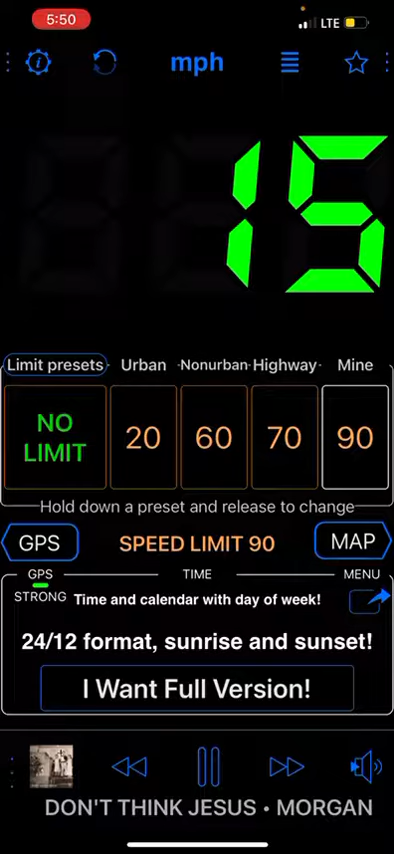 5:50
LTE
mph
15
Limit presets
Urban
Nonurban
Highway
Mine
NO LIMIT
20
60
70
90
Hold down a preset and release to change
GPS
SPEED LIMIT 90
MAP
GPS
TIME
MENU
STRONG
Time and calendar with day of week!
24/12 format, sunrise and sunset!
I Want Full Version!
DON'T THINK JESUS • MORGAN